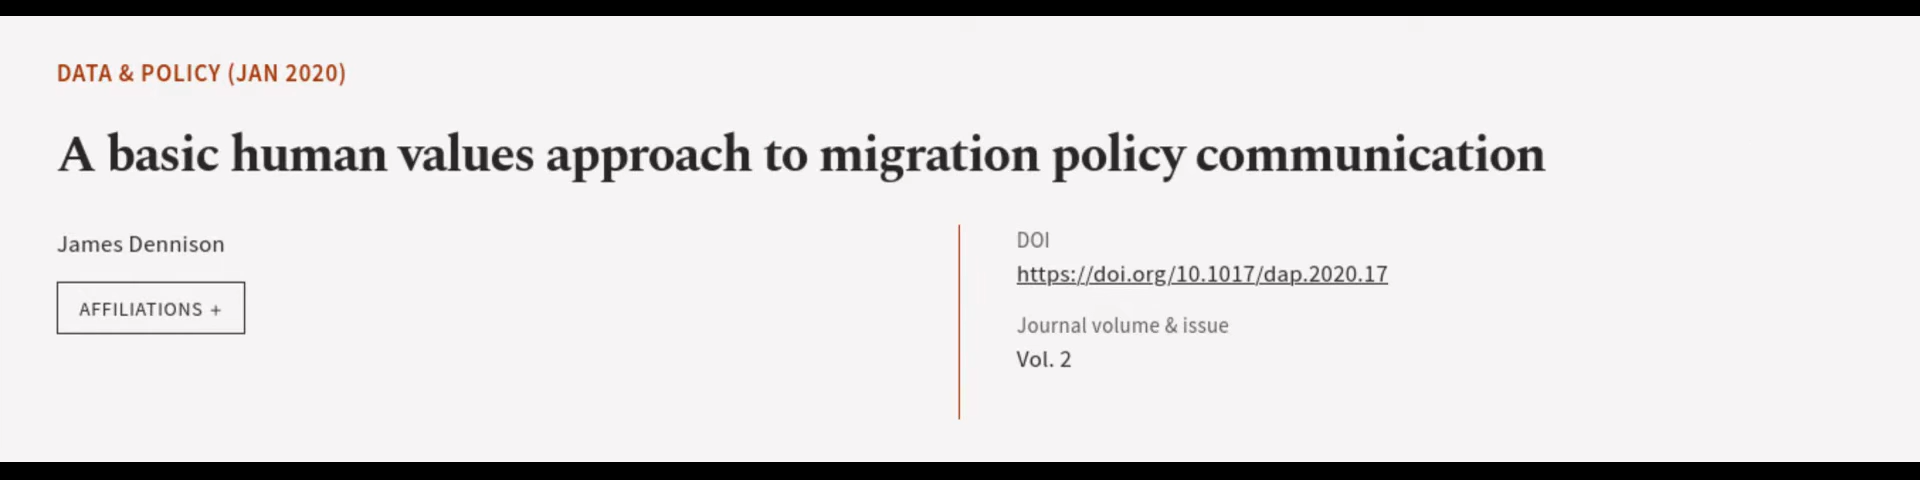 DATA & POLICY (JAN 2020)
A basic human values approach to migration policy communication
James Dennison
AFFILIATIONS +
DOI
https://doi.org/10.1017/dap.2020.17
Journal volume & issue
Vol. 2